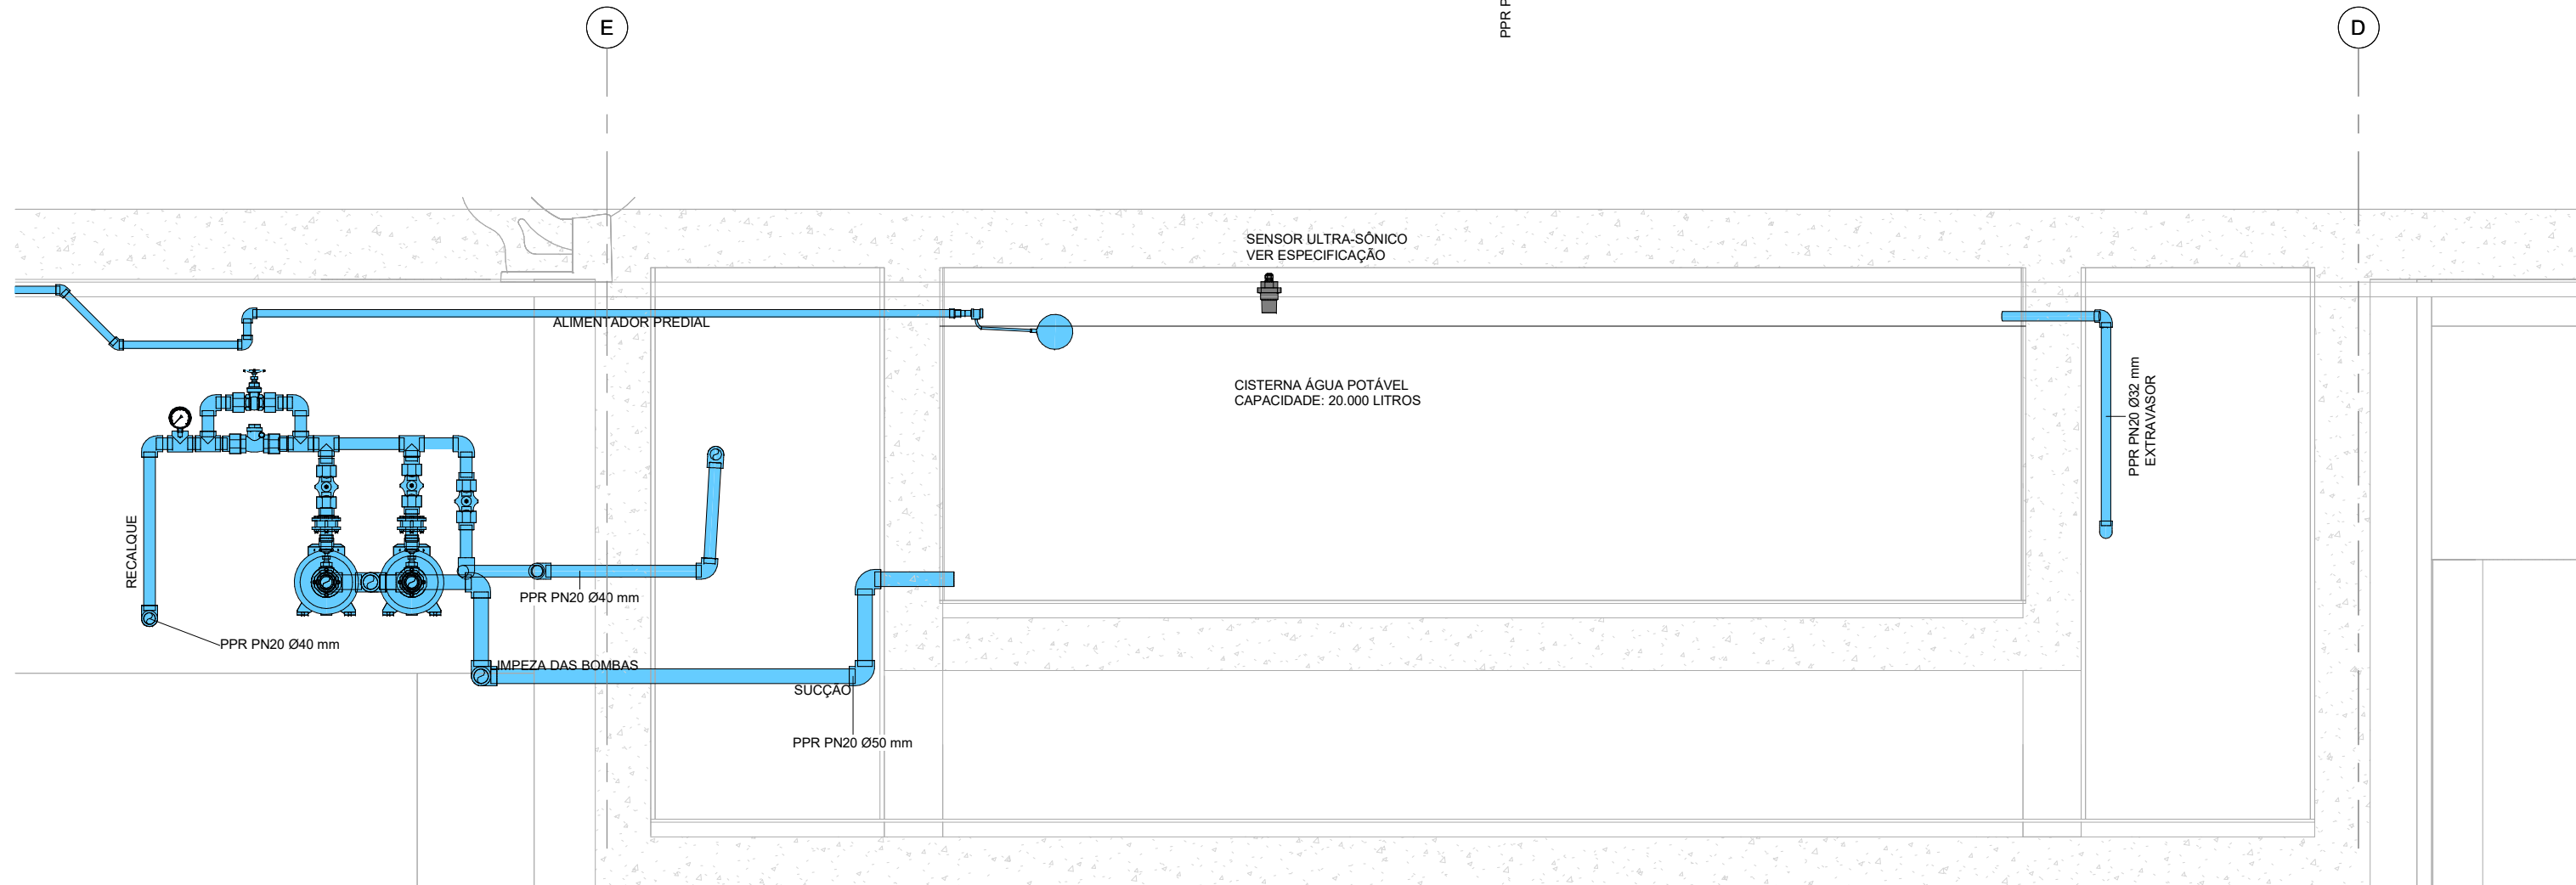 E
PPR P
D
SENSOR ULTRA-SÔNICO
VER ESPECIFICAÇÃO
ALIMENTADOR PREDIAL
CISTERNA ÁGUA POTÁVEL
CAPACIDADE: 20.000 LITROS
PPR PN20 Ø32 mm
EXTRAVASOR
RECALQUE
PPR PN20 Ø40 mm
PPR PN20 Ø40 mm
IMPEZA DAS BOMBAS
SUCÇÃO
PPR PN20 Ø50 mm